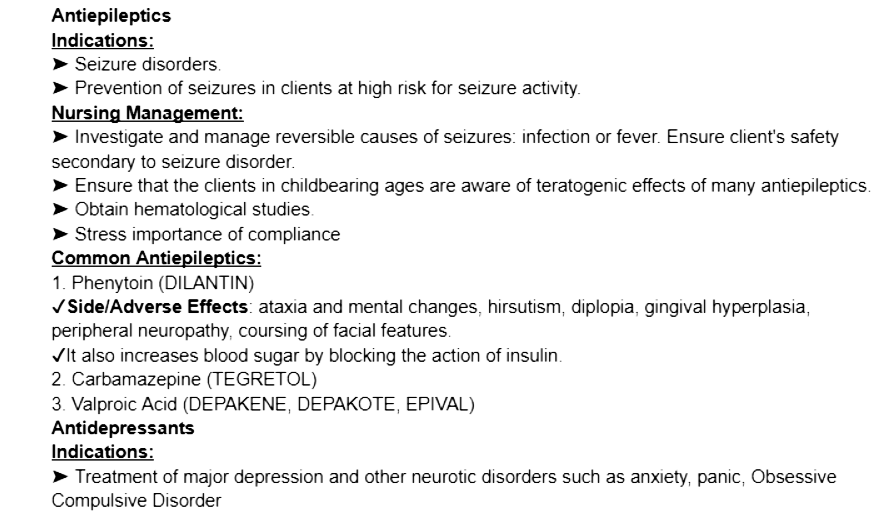 Antiepileptics
Indications:
➤ Seizure disorders.
➤ Prevention of seizures in clients at high risk for seizure activity.
Nursing Management:
➤ Investigate and manage reversible causes of seizures: infection or fever. Ensure client's safety
secondary to seizure disorder.
➤ Ensure that the clients in childbearing ages are aware of teratogenic effects of many antiepileptics.
➤ Obtain hematological studies.
➤ Stress importance of compliance
Common Antiepileptics:
1. Phenytoin (DILANTIN)
✓Side/Adverse Effects: ataxia and mental changes, hirsutism, diplopia, gingival hyperplasia,
peripheral neuropathy, coursing of facial features.
✓It also increases blood sugar by blocking the action of insulin.
2. Carbamazepine (TEGRETOL)
3. Valproic Acid (DEPAKENE, DEPAKOTE, EPIVAL)
Antidepressants
Indications:
➤ Treatment of major depression and other neurotic disorders such as anxiety, panic, Obsessive
Compulsive Disorder